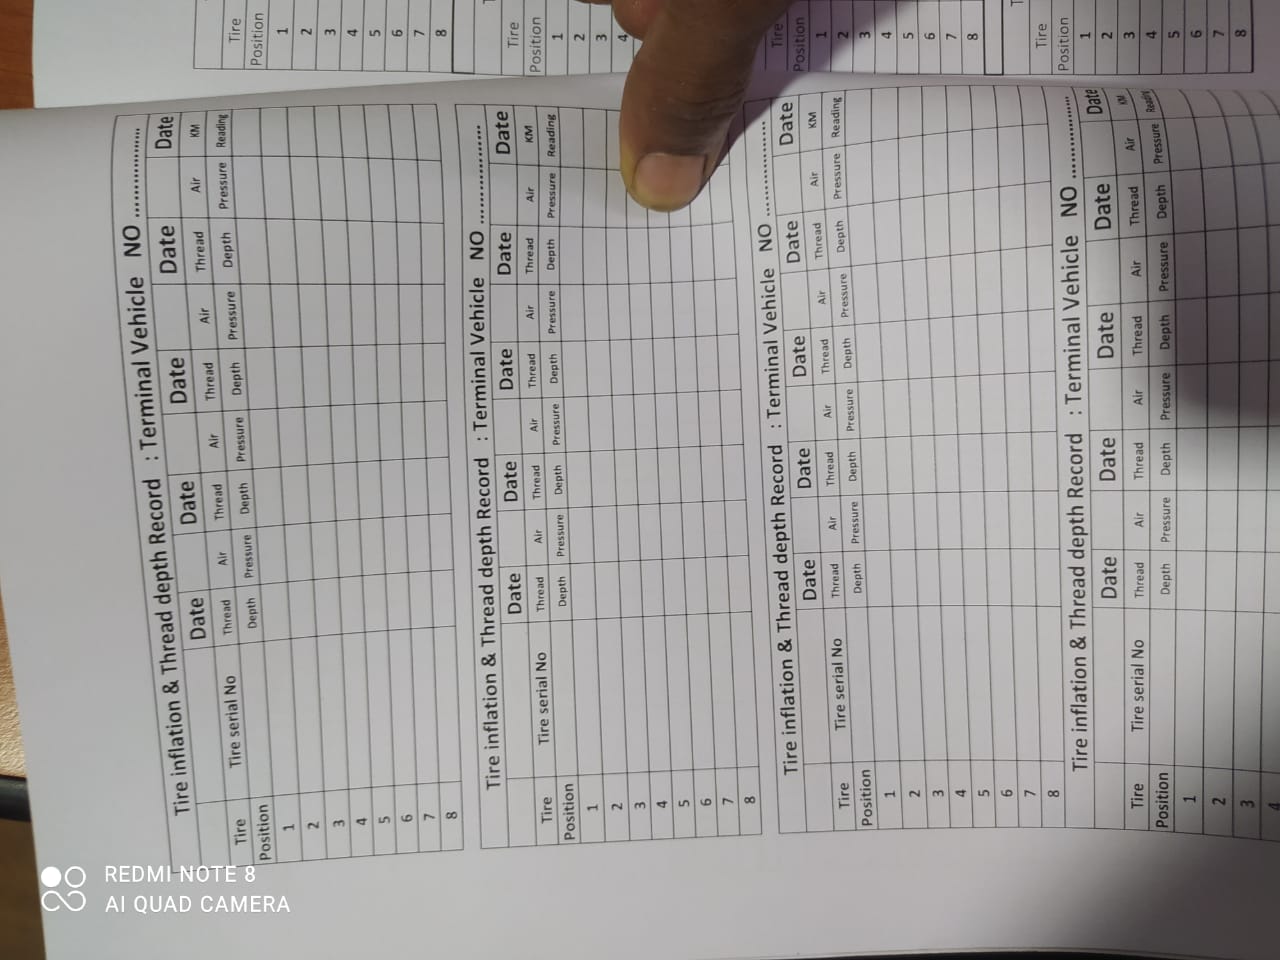 Tire inflation & Thread depth Record : Terminal Vehicle NO ................
Date Date Date Date Date
Tire Tire serial No Thread Air Thread Air Thread Air Thread Air KM
Position Depth Pressure Depth Pressure Depth Pressure Depth Pressure Reading
1
2
3
4
5
6
7
8
Tire inflation & Thread depth Record : Terminal Vehicle NO ................
Date Date Date Date Date
Tire Tire serial No Thread Air Thread Air Thread Air Thread Air KM
Position Depth Pressure Depth Pressure Depth Pressure Depth Pressure Reading
1
2
3
4
5
6
7
8
Tire inflation & Thread depth Record : Terminal Vehicle NO ................
Date Date Date Date Date
Tire Tire serial No Thread Air Thread Air Thread Air Thread Air KM
Position Depth Pressure Depth Pressure Depth Pressure Depth Pressure Reading
1
2
3
4
5
6
7
8
Tire inflation & Thread depth Record : Terminal Vehicle NO ................
Date Date Date Date Date
Tire Tire serial No Thread Air Thread Air Thread Air Thread Air KM
Position Depth Pressure Depth Pressure Depth Pressure Depth Pressure Reading
1
2
3
4
Tire
Position
1
2
3
4
5
6
7
8
Tire
Position
1
2
3
4
Tire
Position
1
2
3
4
5
6
7
8
Tire
Position
1
2
3
4
5
6
7
8
REDMI NOTE 8
AI QUAD CAMERA